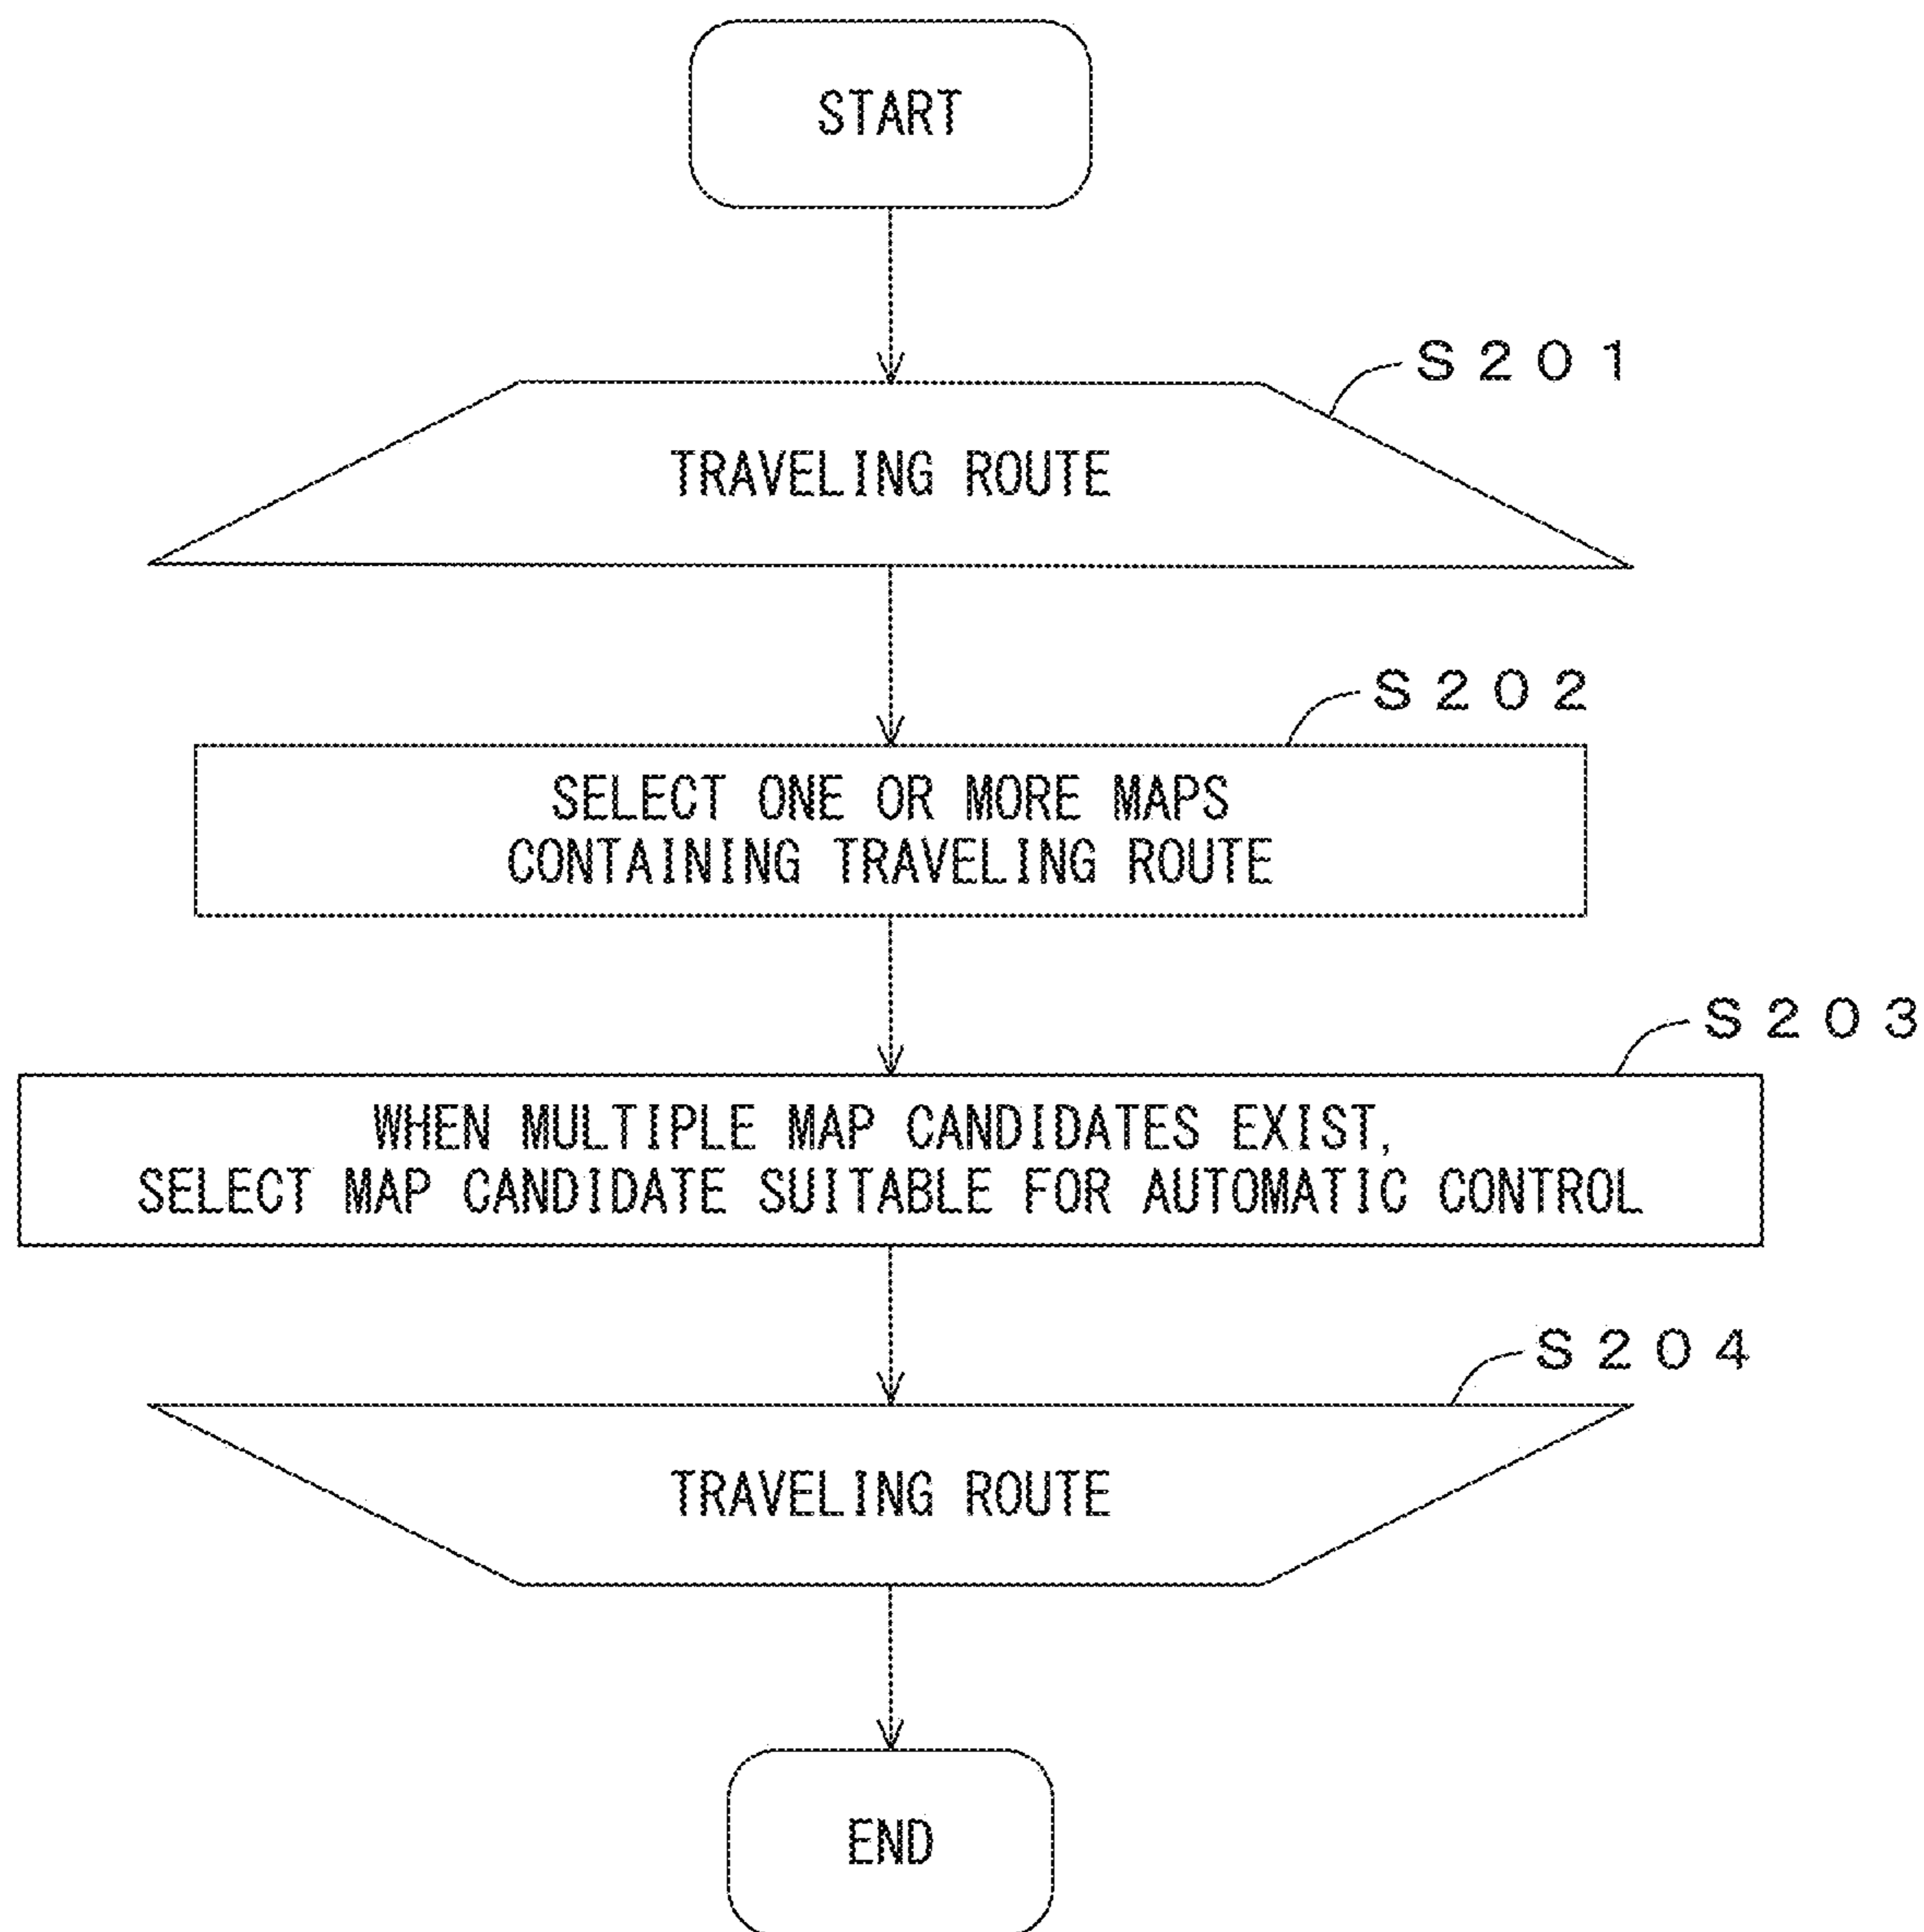 START
S201
TRAVELING ROUTE
S202
SELECT ONE OR MORE MAPS
CONTAINING TRAVELING ROUTE
S203
WHEN MULTIPLE MAP CANDIDATES EXIST,
SELECT MAP CANDIDATE SUITABLE FOR AUTOMATIC CONTROL
S204
TRAVELING ROUTE
END